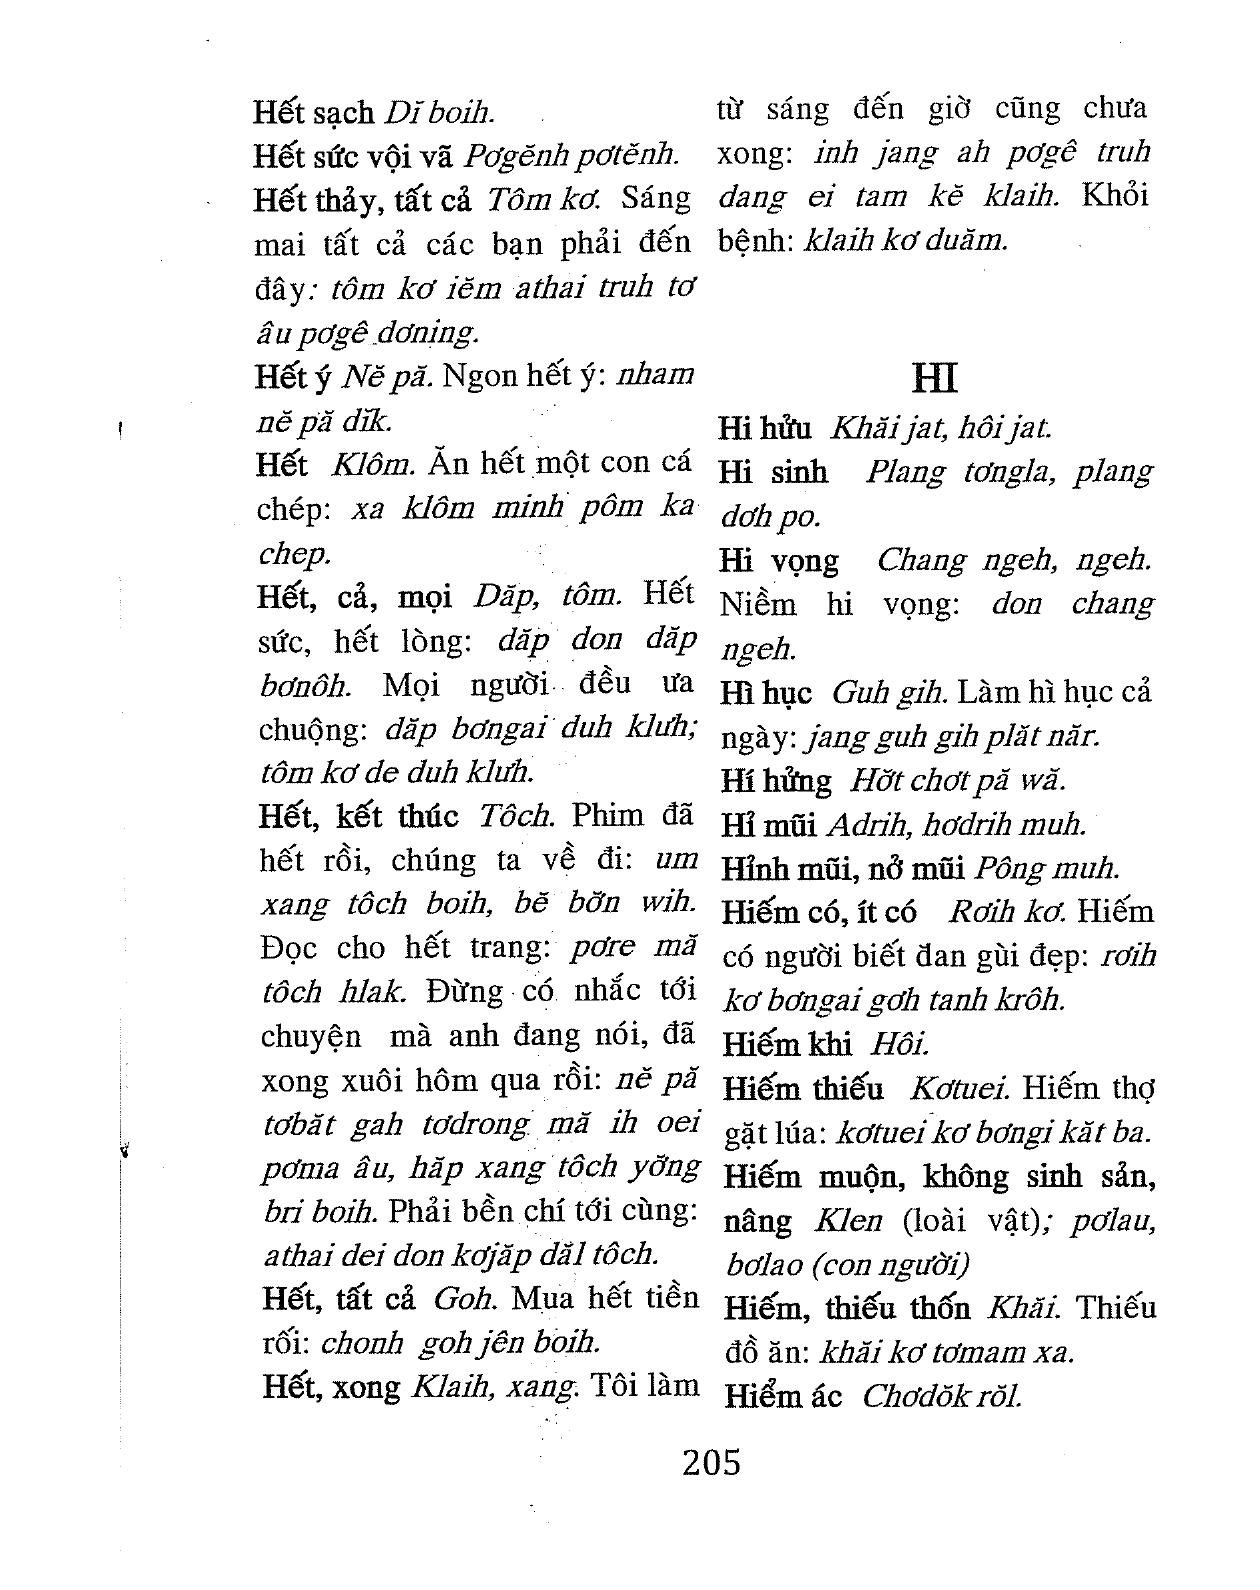 Hết sạch Dĭ boih.
Hết sức vội vã Pơgĕnh pơtĕnh.
Hết thảy, tất cả Tôm kơ. Sáng
mai tất cả các bạn phải đến
đây: tôm kơ iĕm athai truh tơ
âu pơgê dơning.
Hết ý Nĕ pă. Ngon hết ý: nham
nĕ pă dĭk.
Hết Klôm. Ăn hết một con cá
chép: xa klôm minh pôm ka
chep.
Hết, cả, mọi Dăp, tôm. Hết
sức, hết lòng: dăp don dăp
bơnôh. Mọi người đều ưa
chuộng: dăp bơngai duh klưh;
tôm kơ de duh klưh.
Hết, kết thúc Tôch. Phim đã
hết rồi, chúng ta về đi: um
xang tôch boih, bĕ bơ̆n wih.
Đọc cho hết trang: pơre mă
tôch hlak. Đừng có nhắc tới
chuyện mà anh đang nói, đã
xong xuôi hôm qua rồi: nĕ pă
tơbăt gah tơdrong mă ih oei
pơma âu, hăp xang tôch yơ̆ng
bri boih. Phải bền chí tới cùng:
athai dei don kơjăp dăl tôch.
Hết, tất cả Goh. Mua hết tiền
rối: chonh goh jên boih.
Hết, xong Klaih, xang. Tôi làm
từ sáng đến giờ cũng chưa
xong: inh jang ah pơgê truh
dang ei tam kĕ klaih. Khỏi
bệnh: klaih kơ duăm.
HI
Hi hửu Khăi jat, hôi jat.
Hi sinh Plang tơngla, plang
dơh po.
Hi vọng Chang ngeh, ngeh.
Niềm hi vọng: don chang
ngeh.
Hì hục Guh gih. Làm hì hục cả
ngày: jang guh gih plăt năr.
Hí hửng Hơ̆t chơt pă wă.
Hỉ mũi Adrih, hơdrih muh.
Hỉnh mũi, nở mũi Pông muh.
Hiếm có, ít có Rơih kơ. Hiếm
có người biết đan gùi đẹp: rơih
kơ bơngai gơh tanh krôh.
Hiếm khi Hôi.
Hiếm thiếu Kơtuei. Hiếm thợ
gặt lúa: kơtuei kơ bơngi kăt ba.
Hiếm muộn, không sinh sản,
nâng Klen (loài vật); pơlau,
bơlao (con người)
Hiếm, thiếu thốn Khăi. Thiếu
đồ ăn: khăi kơ tơmam xa.
Hiểm ác Chơdŏk rŏl.
205